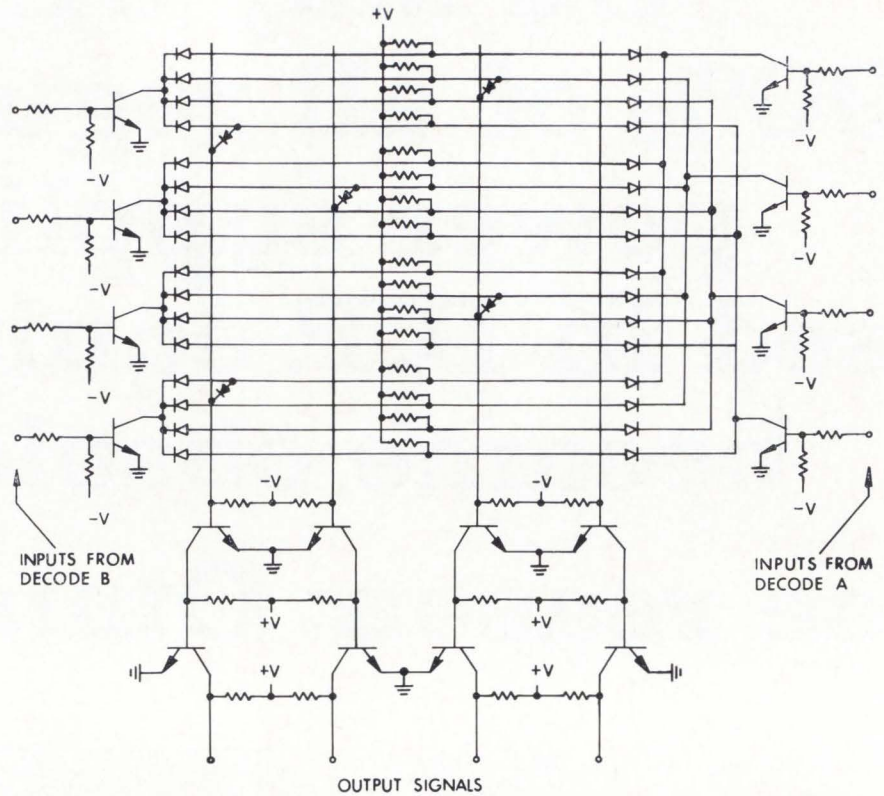 +V
-V
-V
-V
-V
-V
-V
-V
-V
-V
-V
INPUTS FROM
DECODE B
INPUTS FROM
DECODE A
+V
+V
+V
+V
OUTPUT SIGNALS